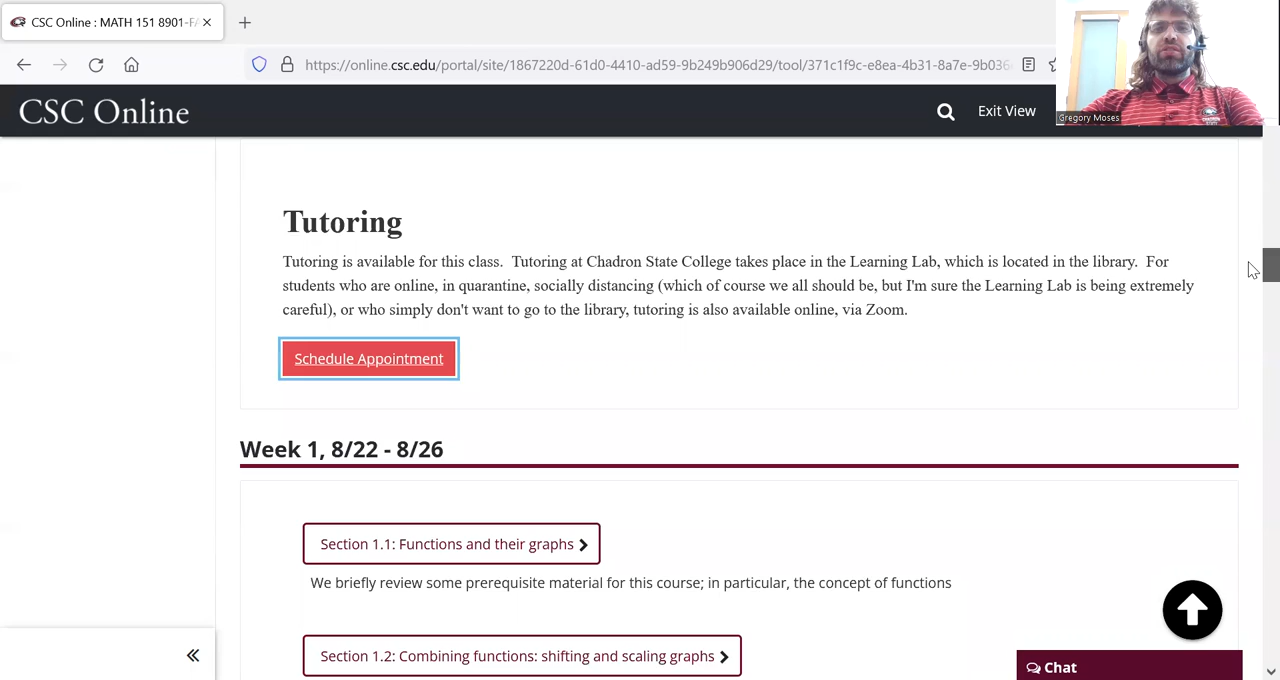 CSC Online : MATH 151 8901-FA
https://online.csc.edu/portal/site/1867220d-61d0-4410-ad59-9b249b906d29/tool/371c1f9c-e8ea-4b31-8a7e-9b036
CSC Online
Exit View
Gregory Moses
Tutoring
Tutoring is available for this class.  Tutoring at Chadron State College takes place in the Learning Lab, which is located in the library.  For
students who are online, in quarantine, socially distancing (which of course we all should be, but I'm sure the Learning Lab is being extremely
careful), or who simply don't want to go to the library, tutoring is also available online, via Zoom.
Schedule Appointment
Week 1, 8/22 - 8/26
Section 1.1: Functions and their graphs
We briefly review some prerequisite material for this course; in particular, the concept of functions
Section 1.2: Combining functions: shifting and scaling graphs
Chat